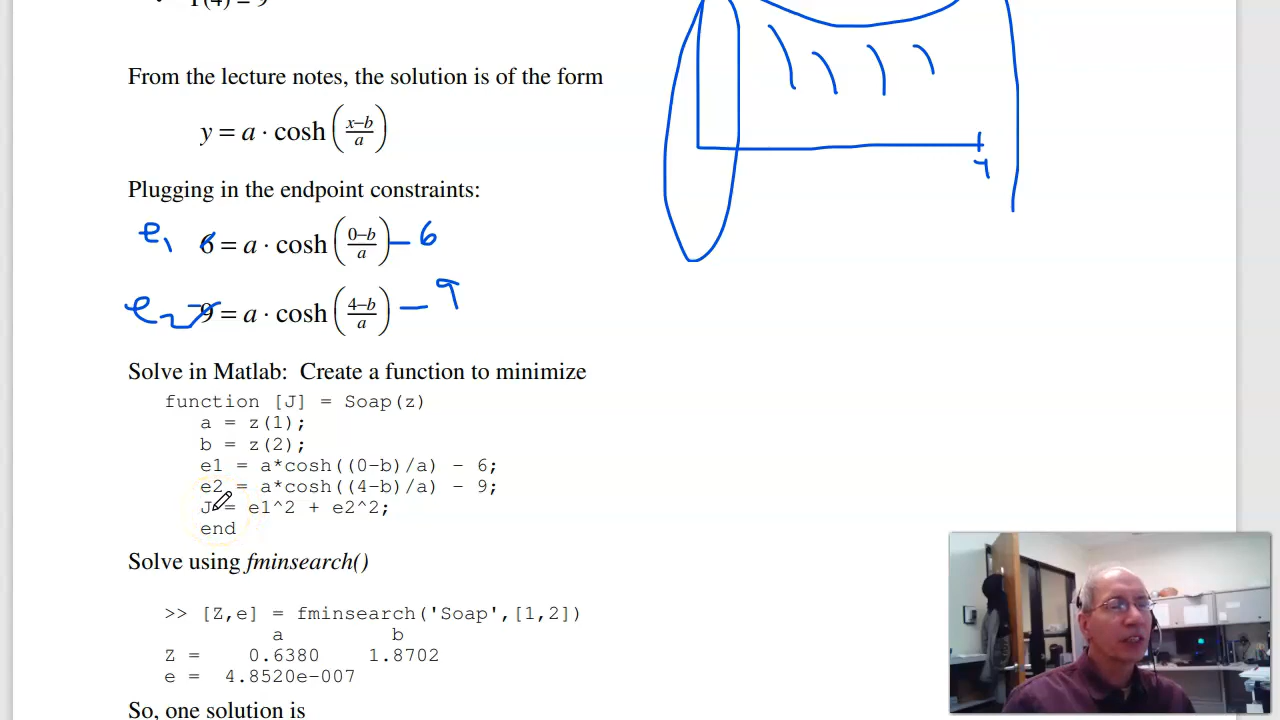 • Y(4) = 9
From the lecture notes, the solution is of the form
y = a · cosh ( x–b / a )
Plugging in the endpoint constraints:
e1 6 = a · cosh ( 0–b / a ) – 6
e2 9 = a · cosh ( 4–b / a ) – 9
4
Solve in Matlab: Create a function to minimize
function [J] = Soap(z)
a = z(1);
b = z(2);
e1 = a*cosh((0-b)/a) - 6;
e2 = a*cosh((4-b)/a) - 9;
J = e1^2 + e2^2;
end
Solve using fminsearch()
>> [Z,e] = fminsearch('Soap',[1,2])
a b
Z = 0.6380 1.8702
e = 4.8520e-007
So, one solution is